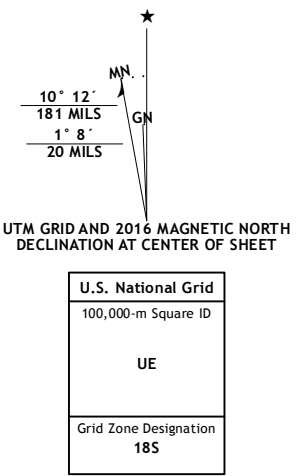 ★
MN
10° 12´
181 MILS
GN
1° 8´
20 MILS
UTM GRID AND 2016 MAGNETIC NORTH
DECLINATION AT CENTER OF SHEET
U.S. National Grid
100,000-m Square ID
UE
Grid Zone Designation
18S